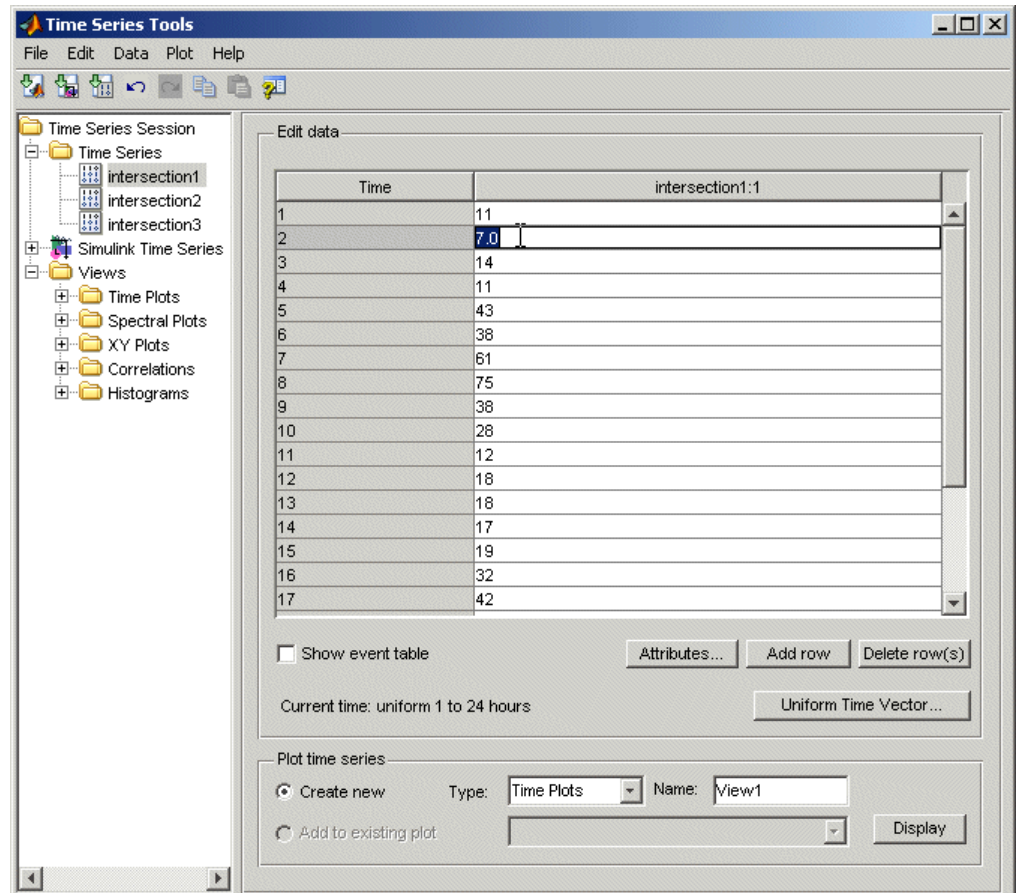 Time Series Tools
File Edit Data Plot Help
Time Series Session
Time Series
intersection1
intersection2
intersection3
Simulink Time Series
Views
Time Plots
Spectral Plots
XY Plots
Correlations
Histograms
Edit data
Time intersection1:1
1 11
2 7.0
3 14
4 11
5 43
6 38
7 61
8 75
9 38
10 28
11 12
12 18
13 18
14 17
15 19
16 32
17 42
Show event table
Attributes... Add row Delete row(s)
Current time: uniform 1 to 24 hours
Uniform Time Vector...
Plot time series
Create new Type: Time Plots Name: View1
Add to existing plot
Display